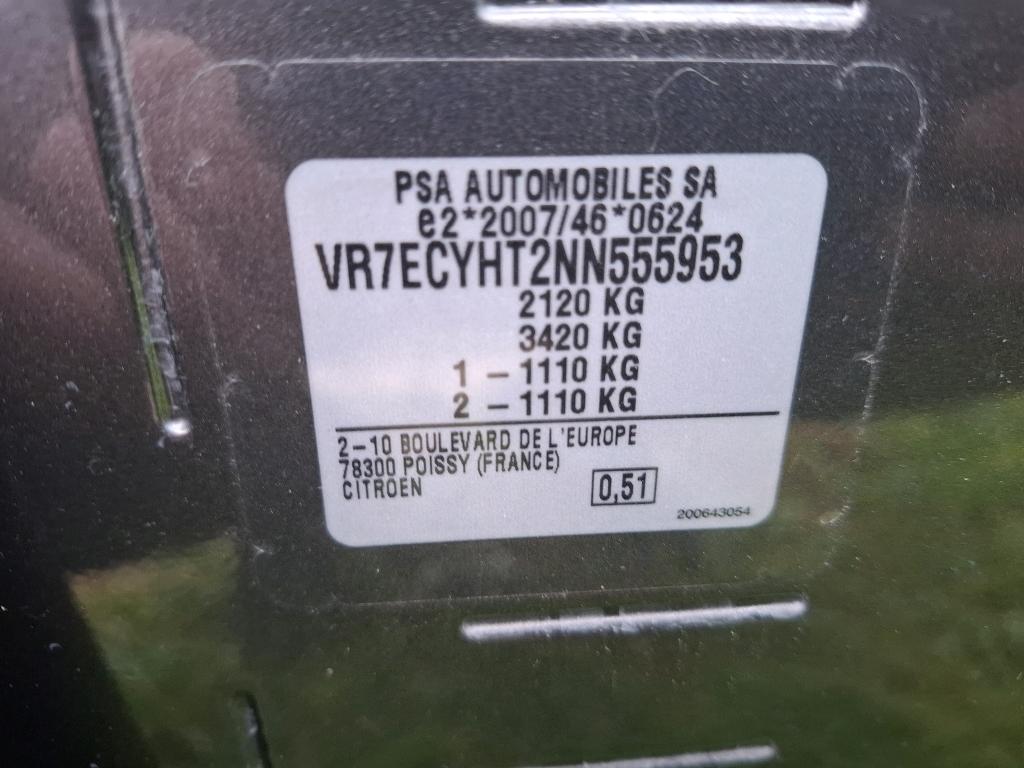 PSA AUTOMOBILES SA
e2*2007/46*0624
VR7ECYHT2NN555953
2120 KG
3420 KG
1 – 1110 KG
2 – 1110 KG
2–10 BOULEVARD DE L'EUROPE
78300 POISSY (FRANCE)
CITROEN
0,51
200643054